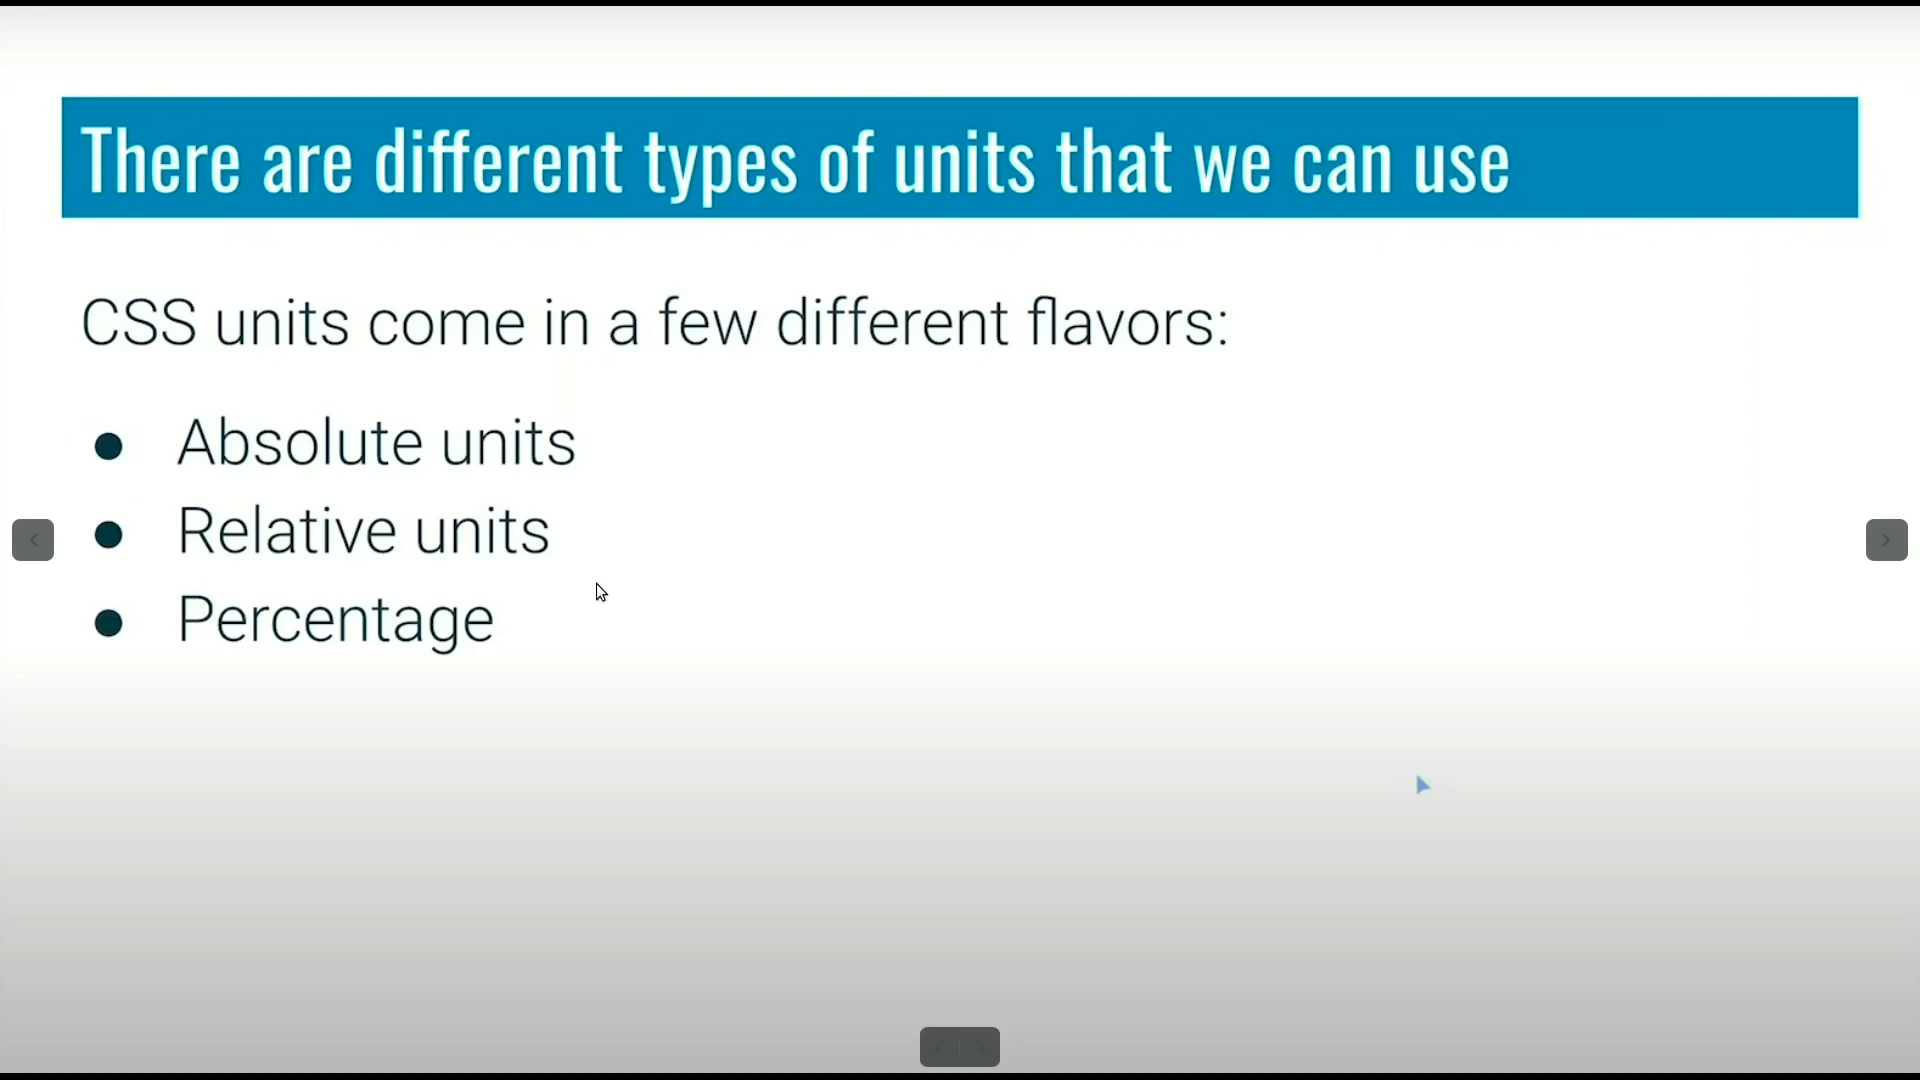 There are different types of units that we can use
CSS units come in a few different flavors:
● Absolute units
● Relative units
● Percentage